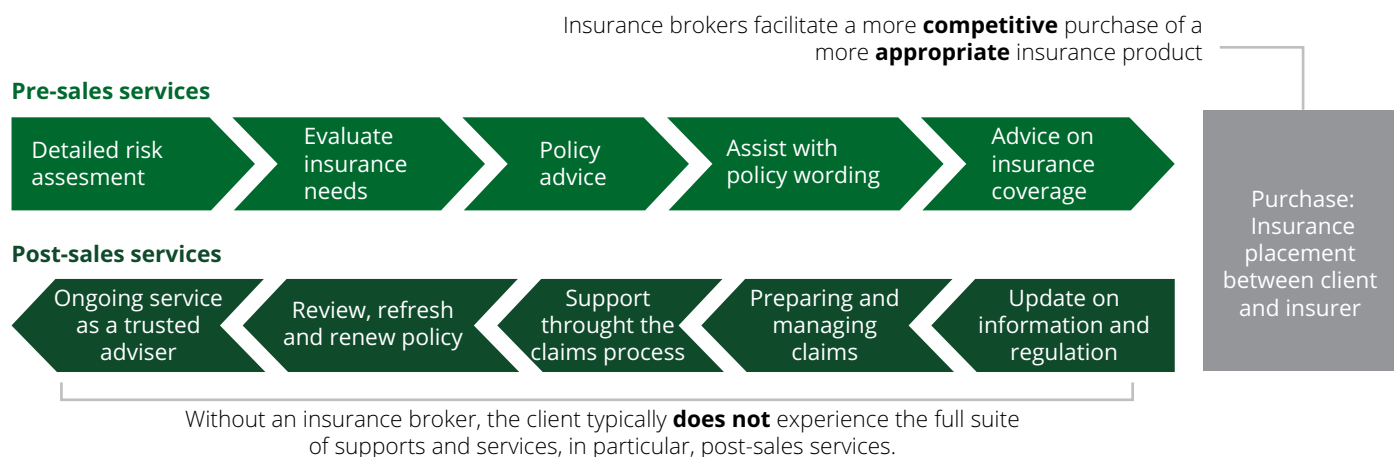 Insurance brokers facilitate a more competitive purchase of a
more appropriate insurance product
Pre-sales services
Detailed risk
assesment
Evaluate
insurance
needs
Policy
advice
Assist with
policy wording
Advice on
insurance
coverage
Purchase:
Insurance
placement
between client
and insurer
Post-sales services
Ongoing service
as a trusted
adviser
Review, refresh
and renew policy
Support
throught the
claims process
Preparing and
managing
claims
Update on
information and
regulation
Without an insurance broker, the client typically does not experience the full suite
of supports and services, in particular, post-sales services.